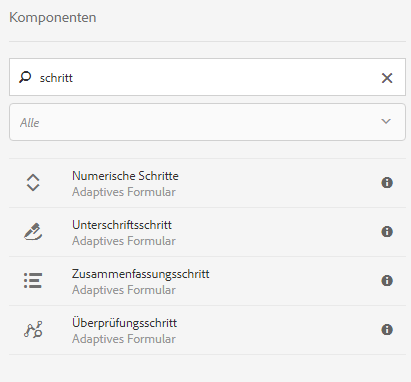 Komponenten
schritt
Alle
Numerische Schritte
Adaptives Formular
Unterschriftsschritt
Adaptives Formular
Zusammenfassungsschritt
Adaptives Formular
Überprüfungsschritt
Adaptives Formular